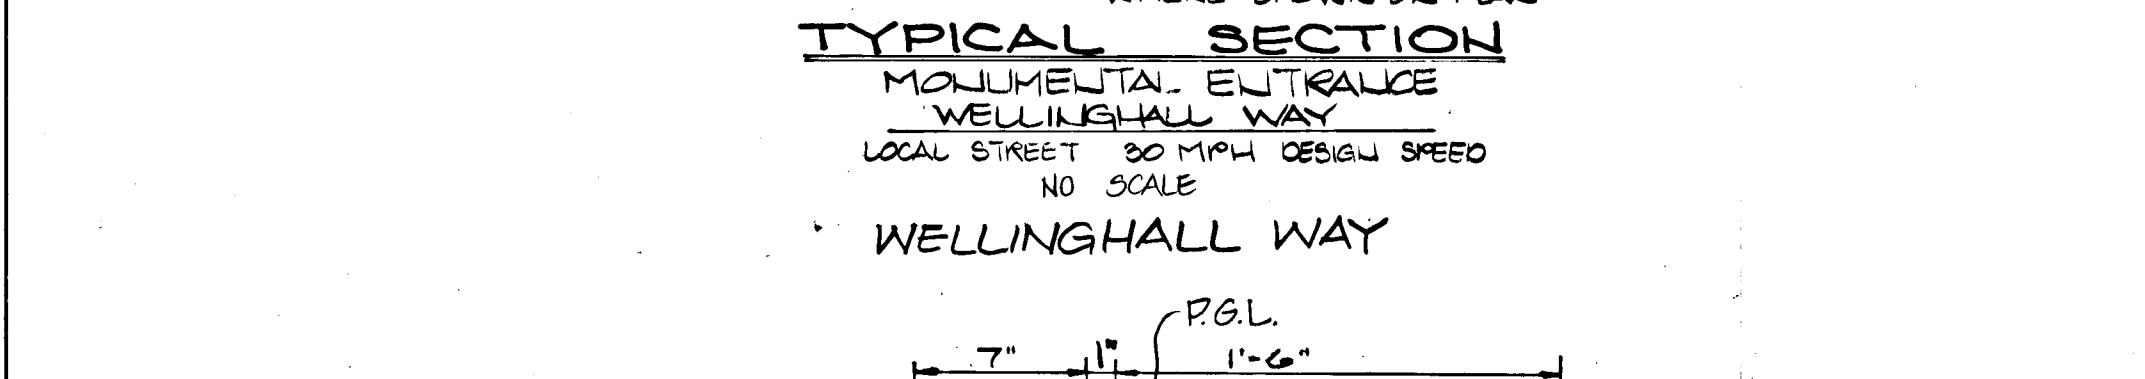 TYPICAL SECTION
MONUMENTAL ENTRANCE
WELLINGHALL WAY
LOCAL STREET 30 MPH DESIGN SPEED
NO SCALE
WELLINGHALL WAY
P.G.L.
7" 1" 1'-6"